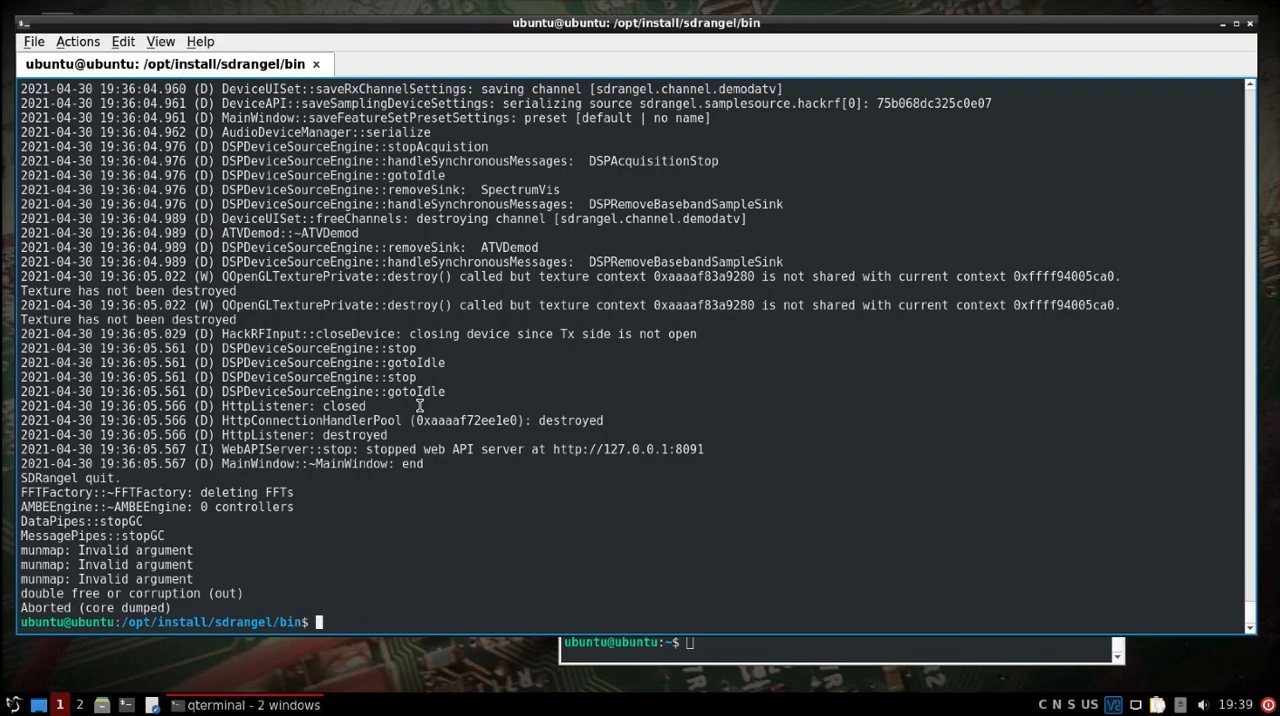 ubuntu@ubuntu: /opt/install/sdrangel/bin
File Actions Edit View Help
ubuntu@ubuntu: /opt/install/sdrangel/bin ×
2021-04-30 19:36:04.960 (D) DeviceUISet::saveRxChannelSettings: saving channel [sdrangel.channel.demodatv]
2021-04-30 19:36:04.961 (D) DeviceAPI::saveSamplingDeviceSettings: serializing source sdrangel.samplesource.hackrf[0]: 75b068dc325c0e07
2021-04-30 19:36:04.961 (D) MainWindow::saveFeatureSetPresetSettings: preset [default | no name]
2021-04-30 19:36:04.962 (D) AudioDeviceManager::serialize
2021-04-30 19:36:04.976 (D) DSPDeviceSourceEngine::stopAcquistion
2021-04-30 19:36:04.976 (D) DSPDeviceSourceEngine::handleSynchronousMessages:  DSPAcquisitionStop
2021-04-30 19:36:04.976 (D) DSPDeviceSourceEngine::gotoIdle
2021-04-30 19:36:04.976 (D) DSPDeviceSourceEngine::removeSink:  SpectrumVis
2021-04-30 19:36:04.976 (D) DSPDeviceSourceEngine::handleSynchronousMessages:  DSPRemoveBasebandSampleSink
2021-04-30 19:36:04.989 (D) DeviceUISet::freeChannels: destroying channel [sdrangel.channel.demodatv]
2021-04-30 19:36:04.989 (D) ATVDemod::~ATVDemod
2021-04-30 19:36:04.989 (D) DSPDeviceSourceEngine::removeSink:  ATVDemod
2021-04-30 19:36:04.989 (D) DSPDeviceSourceEngine::handleSynchronousMessages:  DSPRemoveBasebandSampleSink
2021-04-30 19:36:05.022 (W) QOpenGLTexturePrivate::destroy() called but texture context 0xaaaaf83a9280 is not shared with current context 0xffff94005ca0.
Texture has not been destroyed
2021-04-30 19:36:05.022 (W) QOpenGLTexturePrivate::destroy() called but texture context 0xaaaaf83a9280 is not shared with current context 0xffff94005ca0.
Texture has not been destroyed
2021-04-30 19:36:05.029 (D) HackRFInput::closeDevice: closing device since Tx side is not open
2021-04-30 19:36:05.561 (D) DSPDeviceSourceEngine::stop
2021-04-30 19:36:05.561 (D) DSPDeviceSourceEngine::gotoIdle
2021-04-30 19:36:05.561 (D) DSPDeviceSourceEngine::stop
2021-04-30 19:36:05.561 (D) DSPDeviceSourceEngine::gotoIdle
2021-04-30 19:36:05.566 (D) HttpListener: closed
2021-04-30 19:36:05.566 (D) HttpConnectionHandlerPool (0xaaaaf72ee1e0): destroyed
2021-04-30 19:36:05.566 (D) HttpListener: destroyed
2021-04-30 19:36:05.567 (I) WebAPIServer::stop: stopped web API server at http://127.0.0.1:8091
2021-04-30 19:36:05.567 (D) MainWindow::~MainWindow: end
SDRangel quit.
FFTFactory::~FFTFactory: deleting FFTs
AMBEEngine::~AMBEEngine: 0 controllers
DataPipes::stopGC
MessagePipes::stopGC
munmap: Invalid argument
munmap: Invalid argument
munmap: Invalid argument
double free or corruption (out)
Aborted (core dumped)
ubuntu@ubuntu:/opt/install/sdrangel/bin$
ubuntu@ubuntu:~$
1 2 qterminal - 2 windows C N S US 19:39